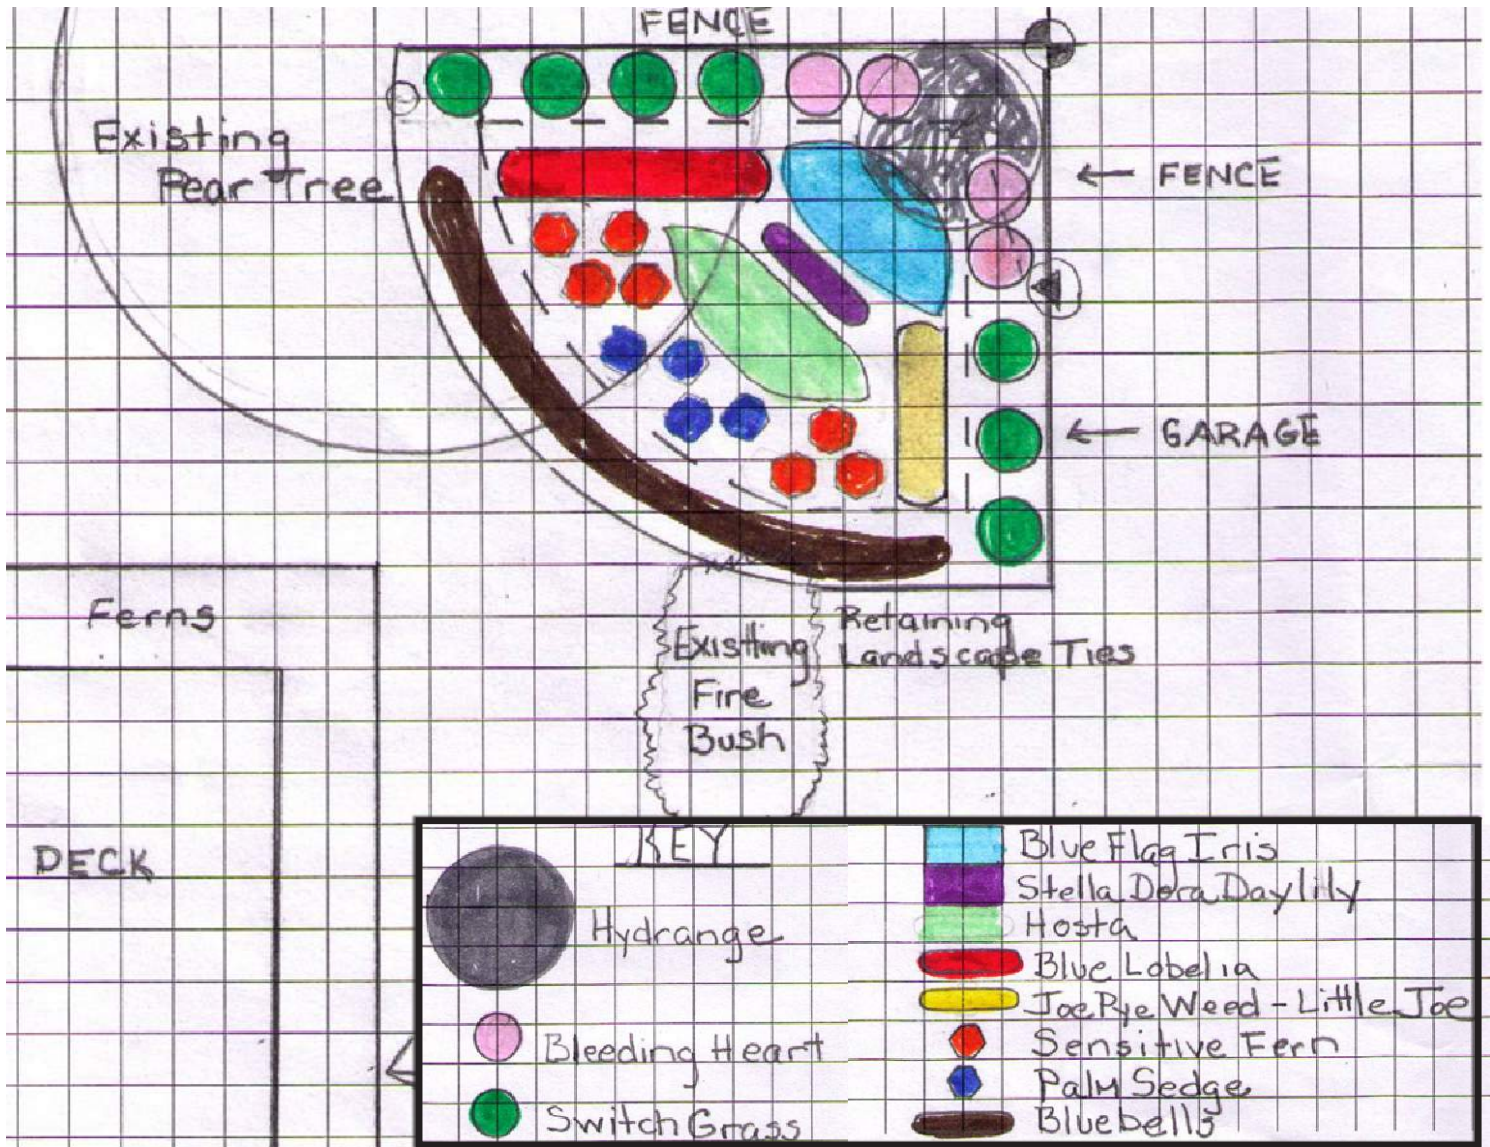 FENCE
Existing
Pear Tree
← FENCE
← GARAGE
Ferns
Retaining
Landscape Ties
Existing
Fire
Bush
DECK
KEY
Hydrange
Bleeding Heart
Switch Grass
Blue Flag Iris
Stella Dora Daylilly
Hosta
Blue Lobelia
Joe Pye Weed - Little Joe
Sensitive Fern
Palm Sedge
Bluebells